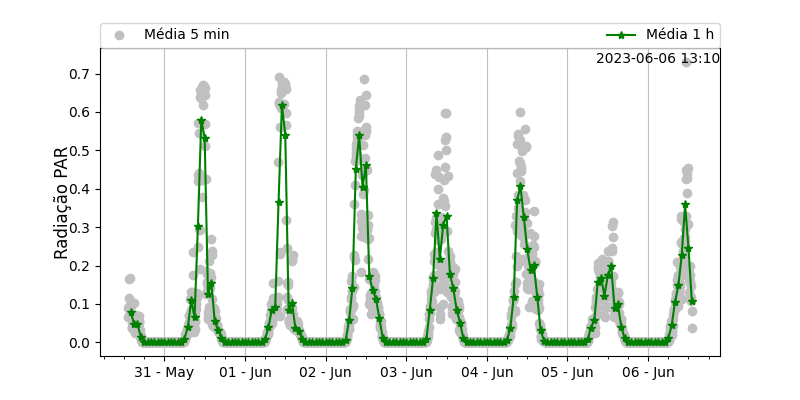 Média 5 min
Média 1 h
2023-06-06 13:10
Radiação PAR
0.7
0.6
0.5
0.4
0.3
0.2
0.1
0.0
31 - May
01 - Jun
02 - Jun
03 - Jun
04 - Jun
05 - Jun
06 - Jun